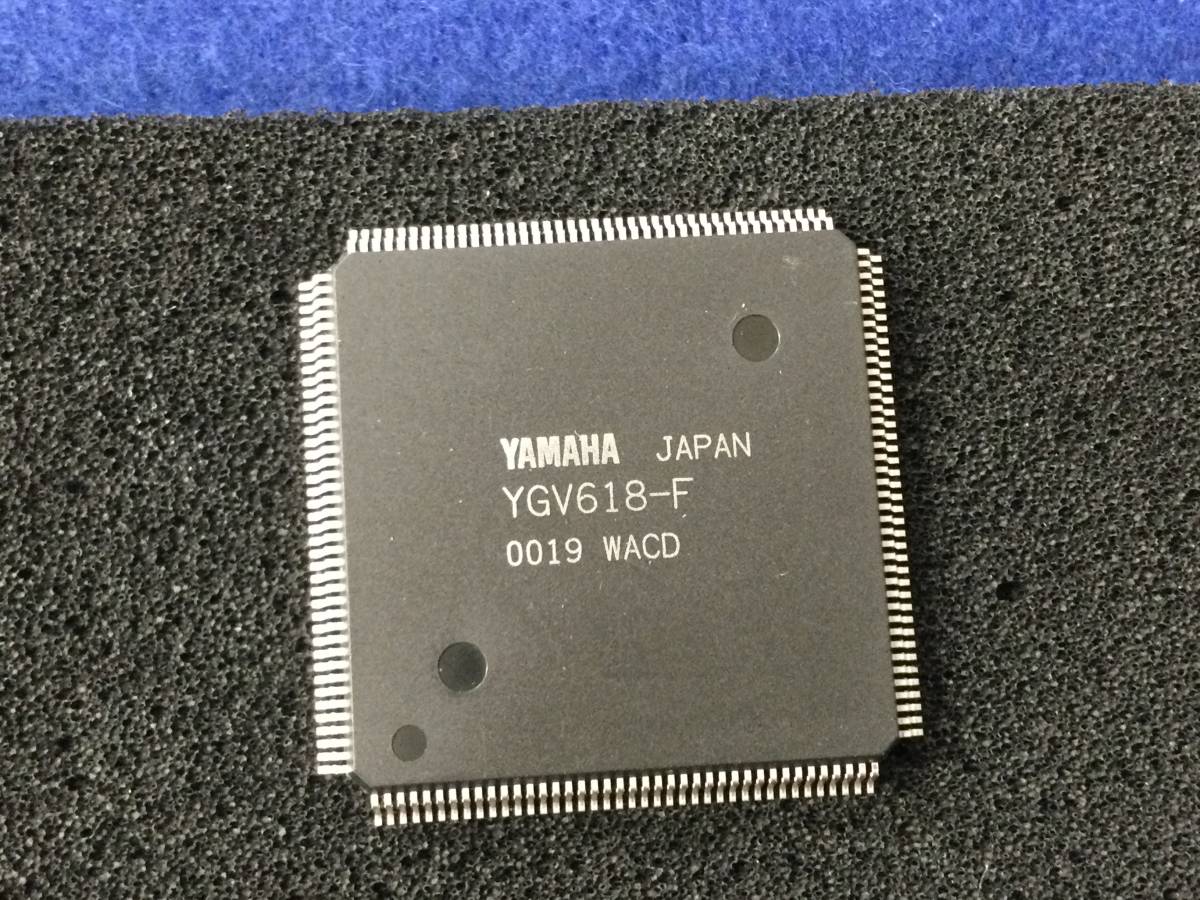 YAMAHA JAPAN
YGV618-F
0019 WACD